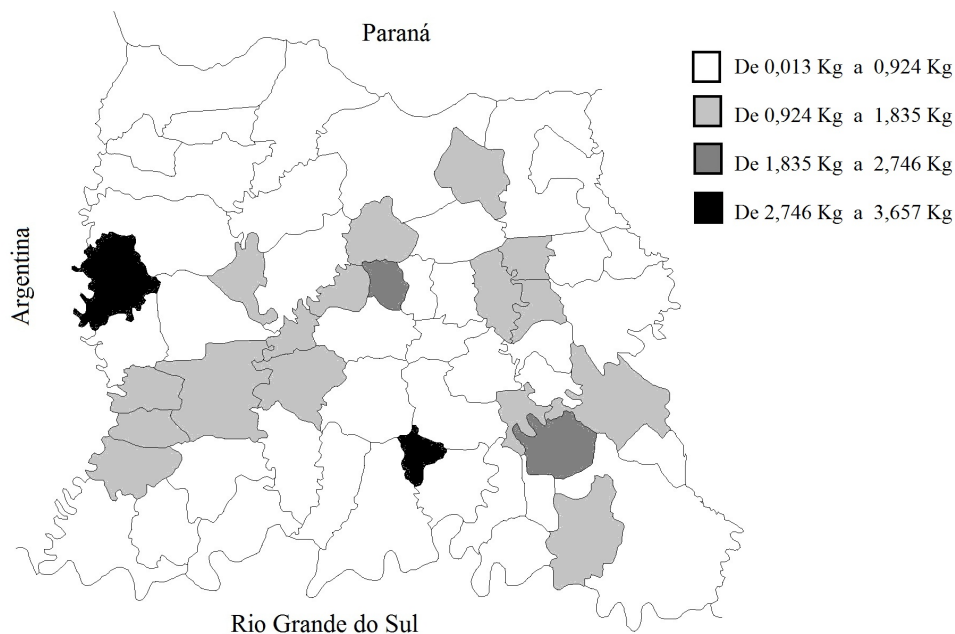 Paraná
De 0,013 Kg a 0,924 Kg
De 0,924 Kg a 1,835 Kg
De 1,835 Kg a 2,746 Kg
De 2,746 Kg a 3,657 Kg
Argentina
Rio Grande do Sul